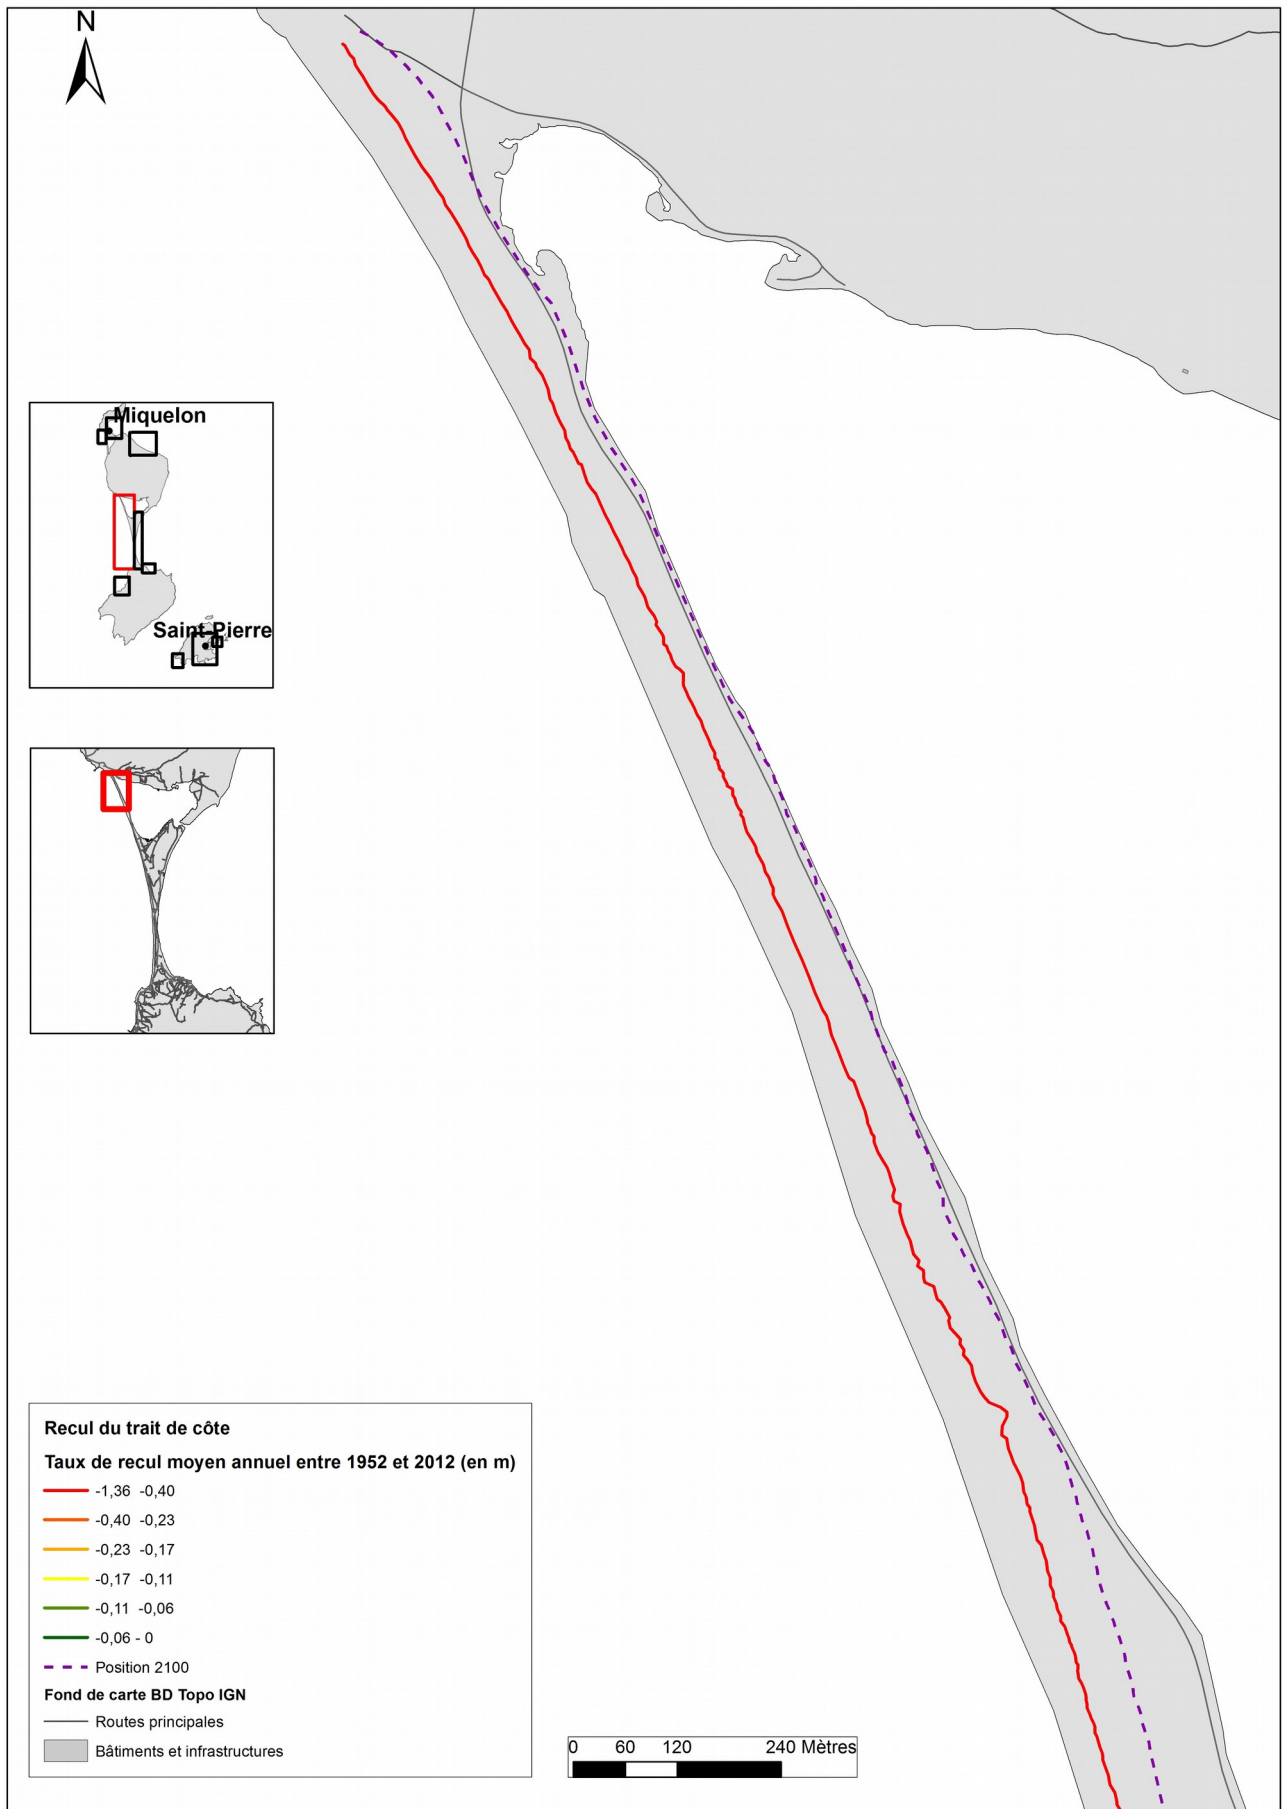 N
Miquelon
Saint-Pierre
Recul du trait de côte
Taux de recul moyen annuel entre 1952 et 2012 (en m)
-1,36 -0,40
-0,40 -0,23
-0,23 -0,17
-0,17 -0,11
-0,11 -0,06
-0,06 - 0
Position 2100
Fond de carte BD Topo IGN
Routes principales
Bâtiments et infrastructures
0 60 120 240 Mètres